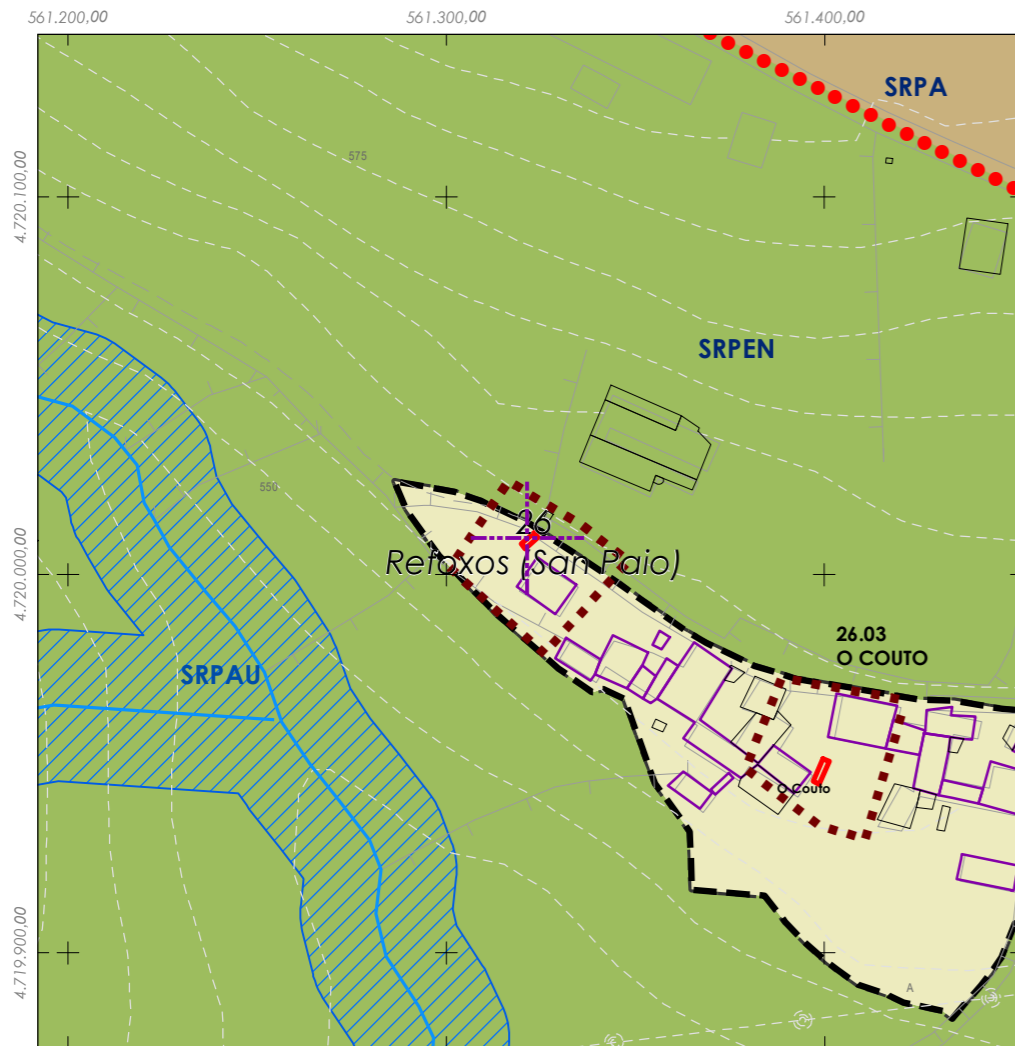 561.200,00
561.300,00
561.400,00
SRPA
575
4.720.100,00
SRPEN
550
26
Refoxos (San Paio)
4.720.000,00
26.03
O COUTO
SRPAU
O Couto
4.719.900,00
A